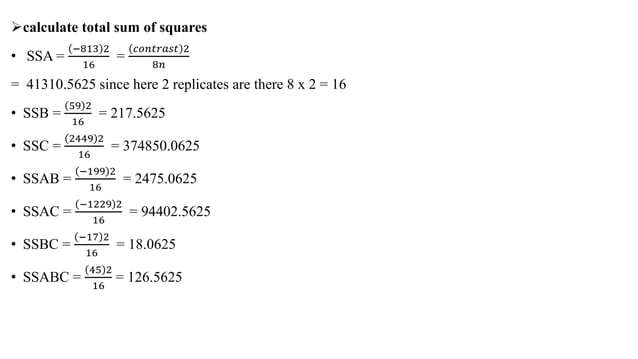 ➢calculate total sum of squares
• SSA = (−813)2/16 = (contrast)2/8n
= 41310.5625 since here 2 replicates are there 8 x 2 = 16
• SSB = (59)2/16 = 217.5625
• SSC = (2449)2/16 = 374850.0625
• SSAB = (−199)2/16 = 2475.0625
• SSAC = (−1229)2/16 = 94402.5625
• SSBC = (−17)2/16 = 18.0625
• SSABC = (45)2/16 = 126.5625